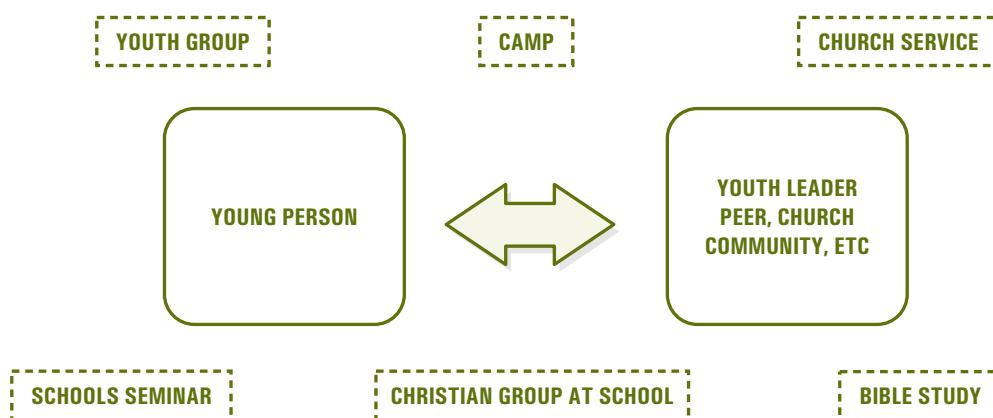 YOUTH GROUP
CAMP
CHURCH SERVICE
YOUNG PERSON
YOUTH LEADER
PEER, CHURCH
COMMUNITY, ETC
SCHOOLS SEMINAR
CHRISTIAN GROUP AT SCHOOL
BIBLE STUDY